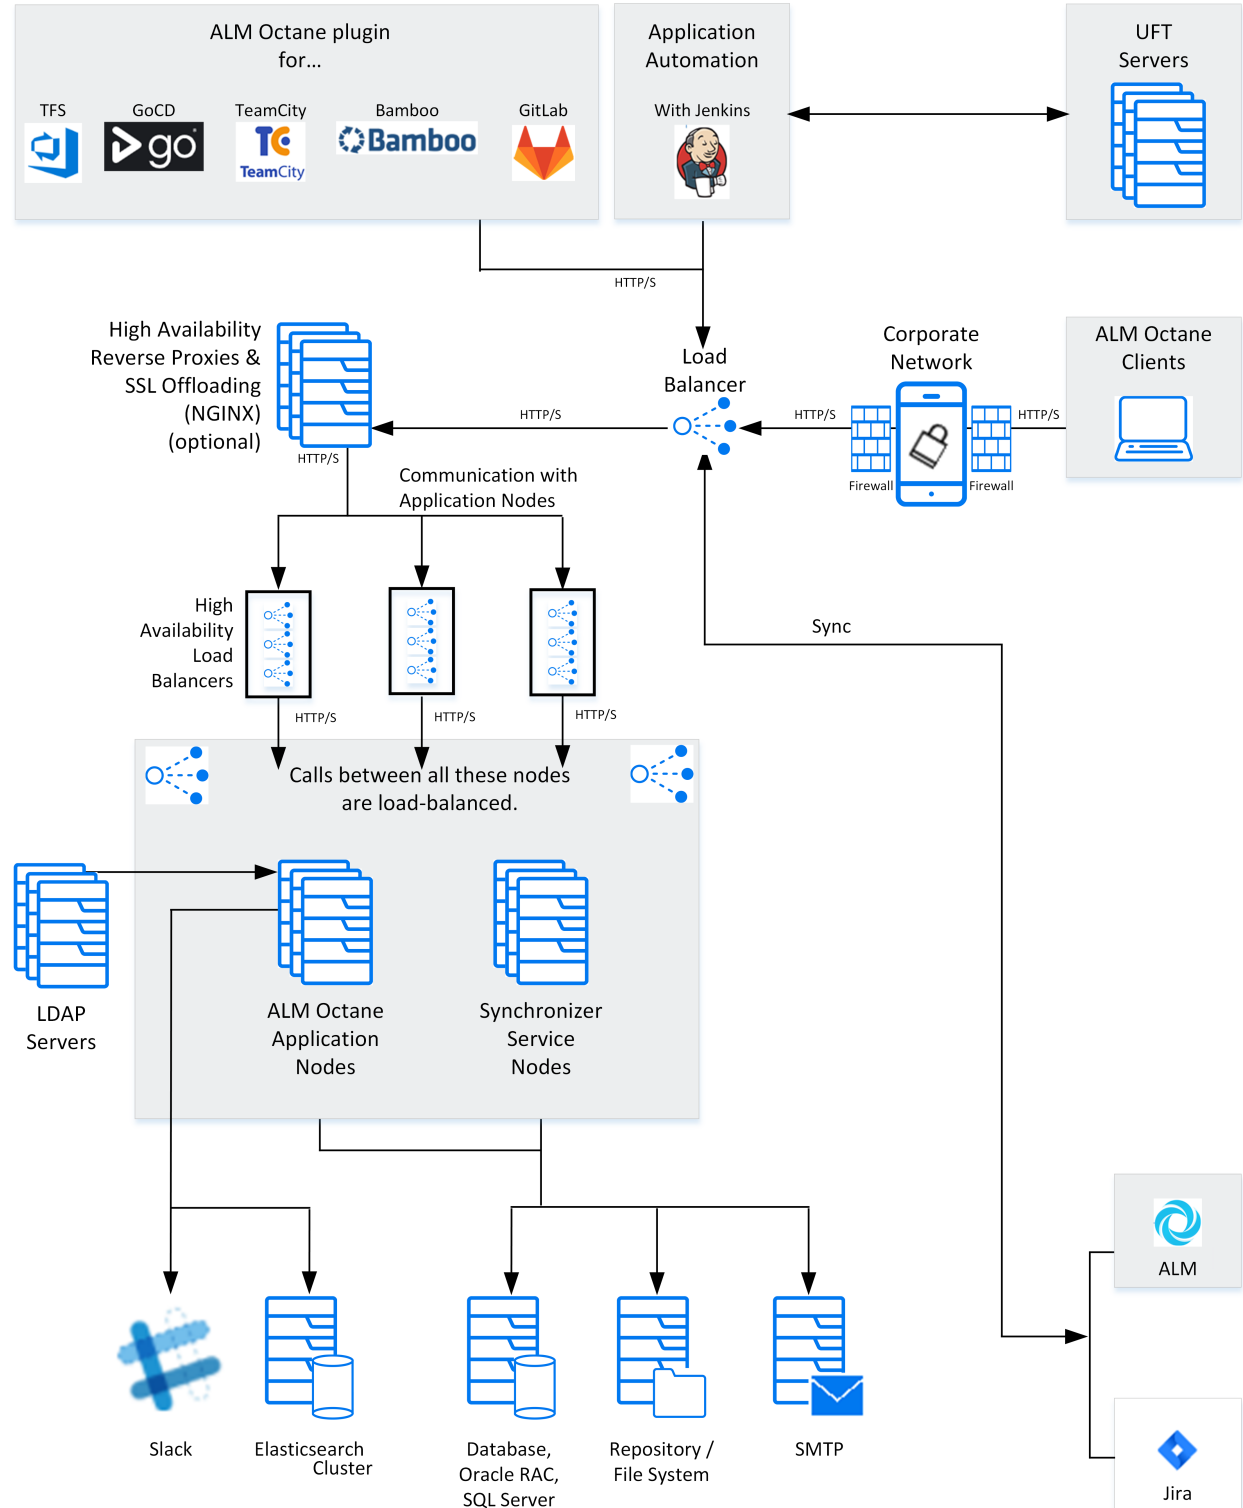 ALM Octane plugin
for...
TFS
GoCD
TeamCity
Bamboo
GitLab
go
TC
TeamCity
Bamboo
Application
Automation
With Jenkins
UFT
Servers
HTTP/S
High Availability
Reverse Proxies &
SSL Offloading
(NGINX)
(optional)
HTTP/S
HTTP/S
Load
Balancer
HTTP/S
Corporate
Network
Firewall
Firewall
HTTP/S
ALM Octane
Clients
Communication with
Application Nodes
High
Availability
Load
Balancers
HTTP/S
HTTP/S
HTTP/S
Sync
Calls between all these nodes
are load-balanced.
LDAP
Servers
ALM Octane
Application
Nodes
Synchronizer
Service
Nodes
ALM
Slack
Elasticsearch
Cluster
Database,
Oracle RAC,
SQL Server
Repository /
File System
SMTP
Jira